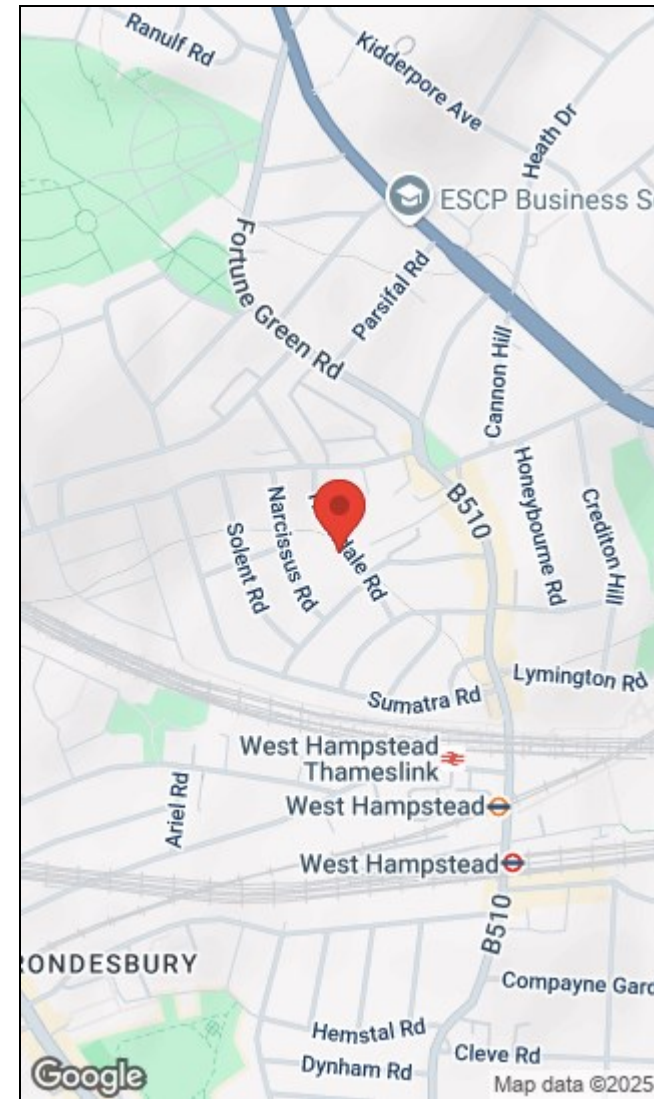 Ranulf Rd
Kidderpore Ave
Heath Dr
ESCP Business S
Fortune Green Rd
Parsifal Rd
Cannon Hill
B510
Honeybourne Rd
Crediton Hill
Narcissus Rd
Solent Rd
dale Rd
Lymington Rd
Sumatra Rd
West Hampstead
Thameslink
Ariel Rd
West Hampstead
West Hampstead
B510
RONDESBURY
Compayne Gard
Hemstal Rd
Cleve Rd
Dynham Rd
Google
Map data ©2025